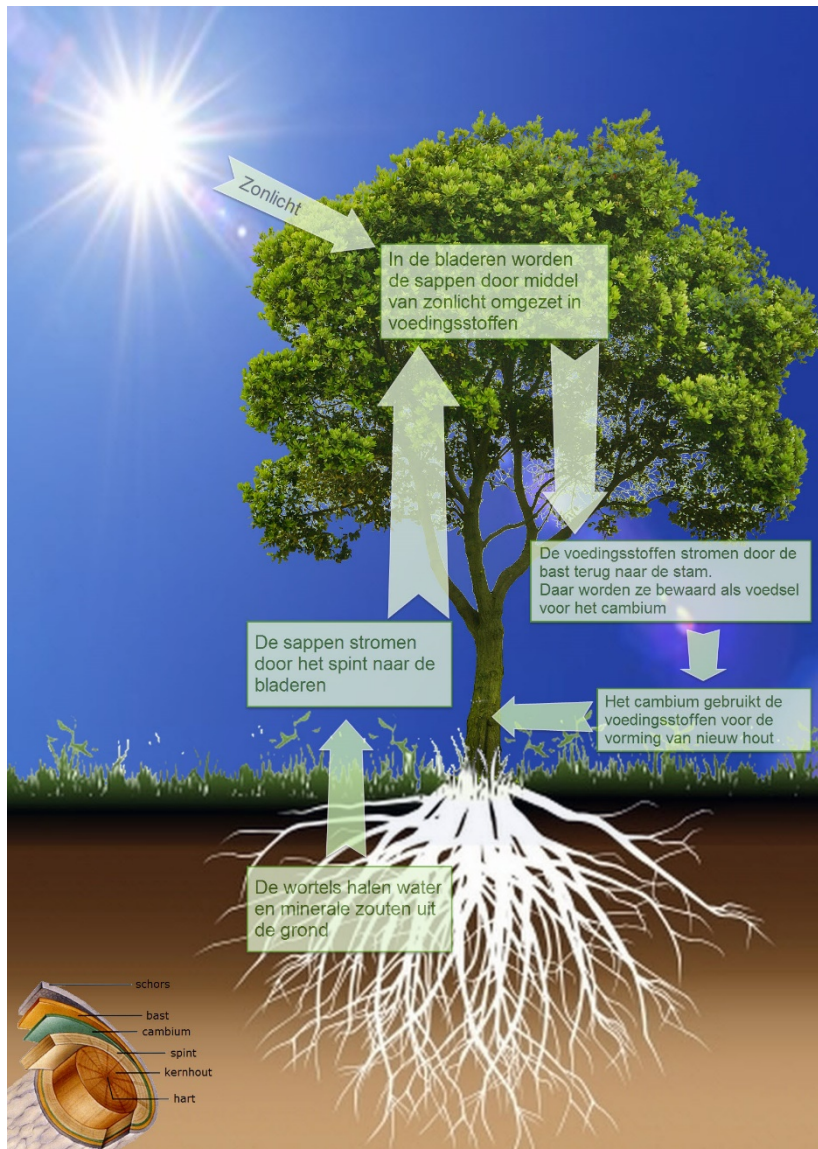 Zonlicht
In de bladeren worden
de sappen door middel
van zonlicht omgezet in
voedingsstoffen
De voedingsstoffen stromen door de
bast terug naar de stam.
Daar worden ze bewaard als voedsel
voor het cambium
De sappen stromen
door het spint naar de
bladeren
Het cambium gebruikt de
voedingsstoffen voor de
vorming van nieuw hout
De wortels halen water
en minerale zouten uit
de grond
schors
bast
cambium
spint
kernhout
hart